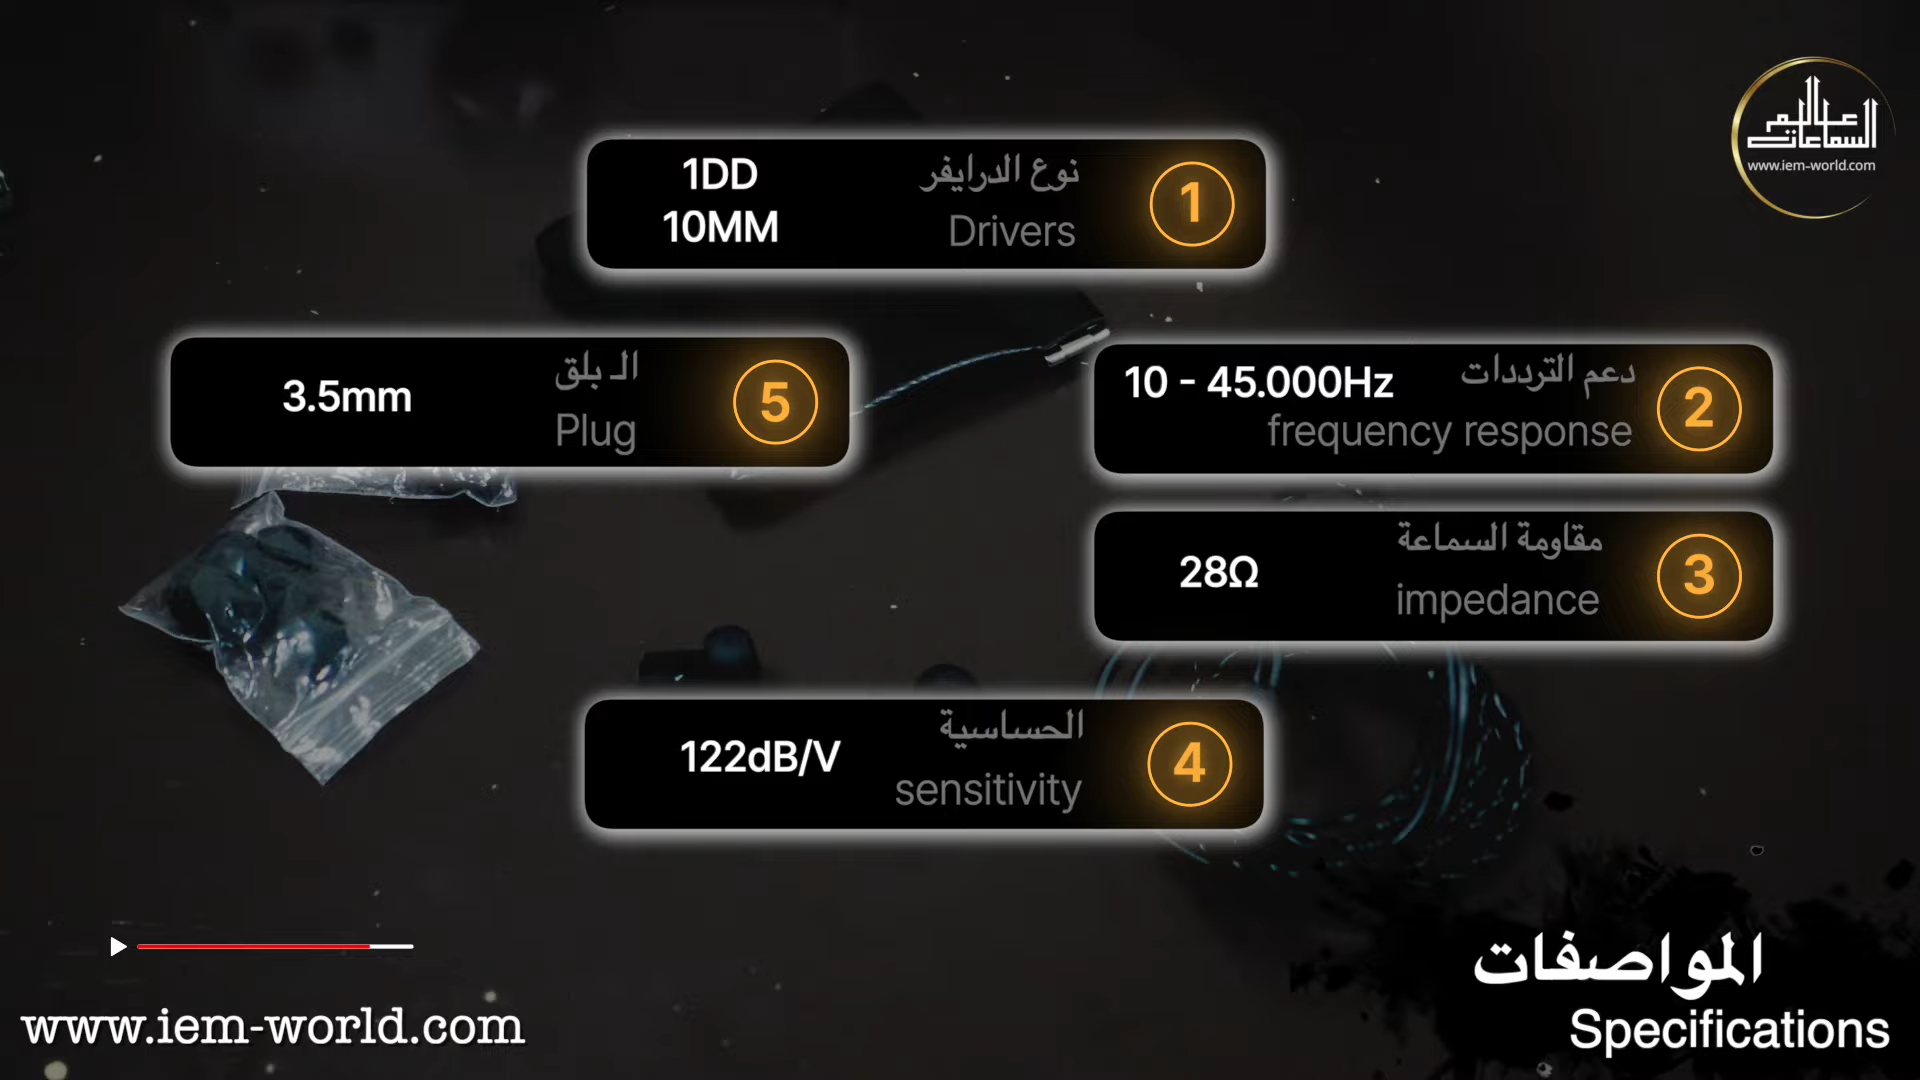 عالم
السماعات
www.iem-world.com
1
نوع الدرايفر
Drivers
1DD
10MM
2
دعم الترددات
frequency response
10 - 45.000Hz
3
مقاومة السماعة
impedance
28Ω
4
الحساسية
sensitivity
122dB/V
5
الـ بلق
Plug
3.5mm
المواصفات
Specifications
www.iem-world.com